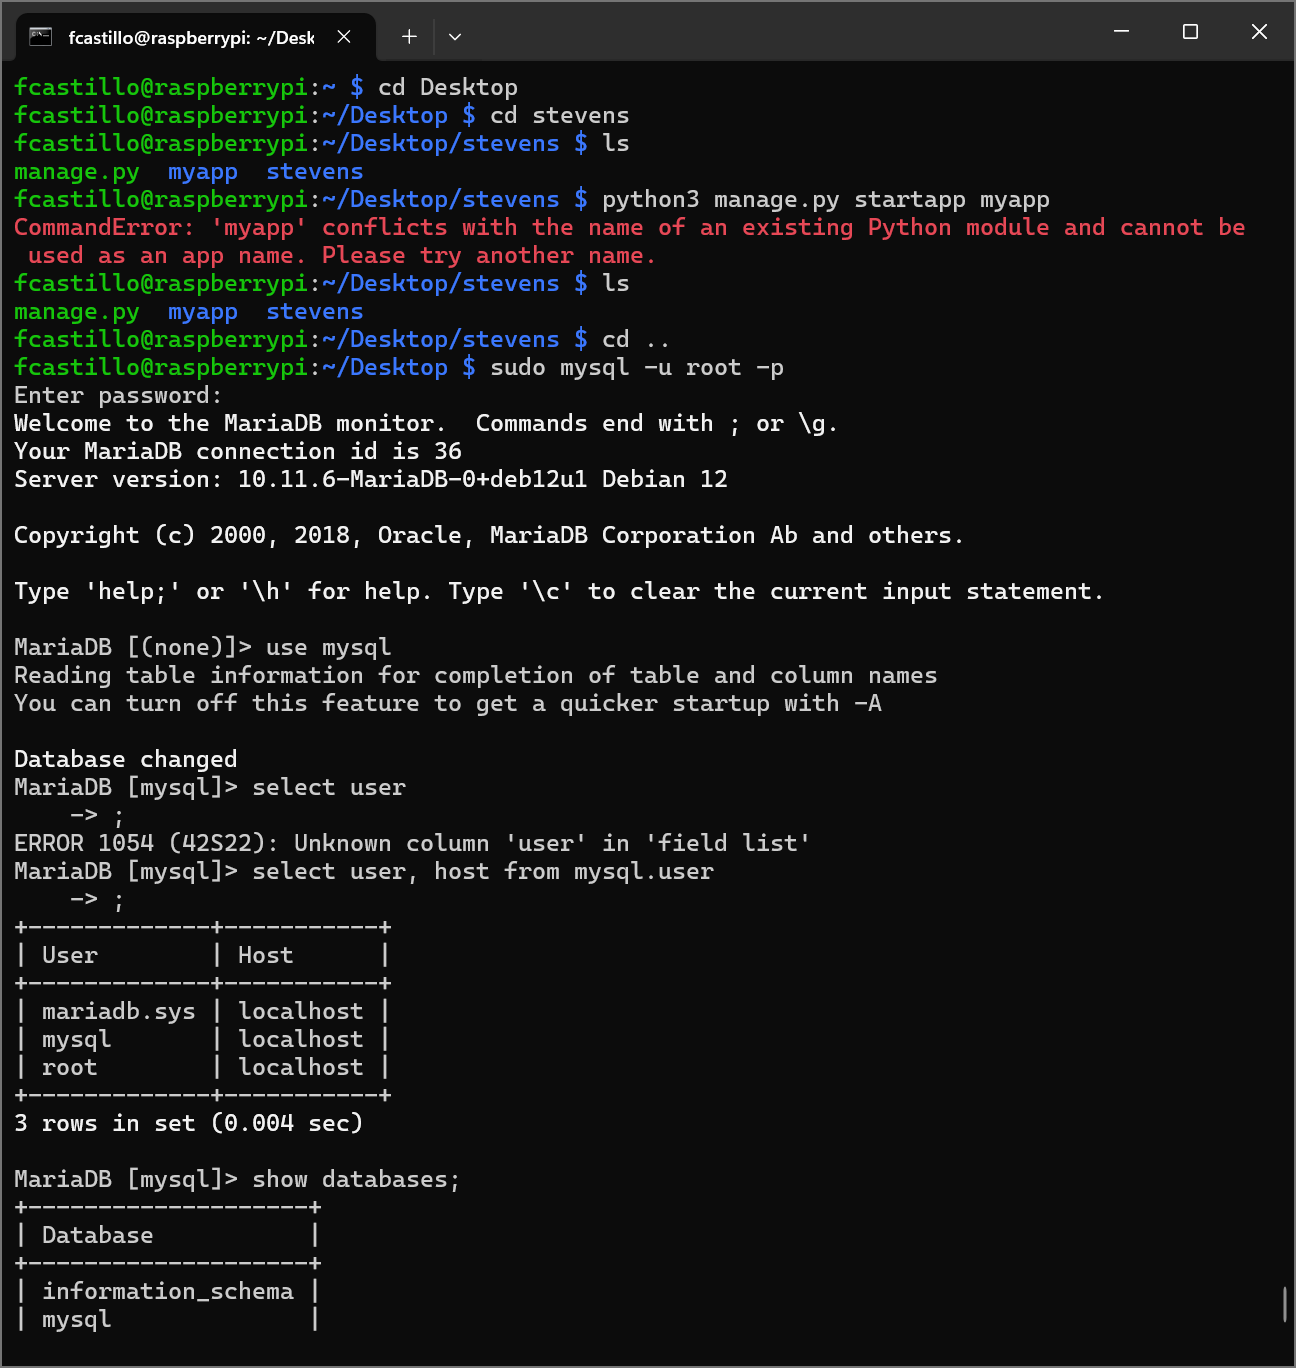 fcastillo@raspberrypi: ~/Desk
fcastillo@raspberrypi:~ $ cd Desktop
fcastillo@raspberrypi:~/Desktop $ cd stevens
fcastillo@raspberrypi:~/Desktop/stevens $ ls
manage.py  myapp  stevens
fcastillo@raspberrypi:~/Desktop/stevens $ python3 manage.py startapp myapp
CommandError: 'myapp' conflicts with the name of an existing Python module and cannot be
 used as an app name. Please try another name.
fcastillo@raspberrypi:~/Desktop/stevens $ ls
manage.py  myapp  stevens
fcastillo@raspberrypi:~/Desktop/stevens $ cd ..
fcastillo@raspberrypi:~/Desktop $ sudo mysql -u root -p
Enter password:
Welcome to the MariaDB monitor.  Commands end with ; or \g.
Your MariaDB connection id is 36
Server version: 10.11.6-MariaDB-0+deb12u1 Debian 12
Copyright (c) 2000, 2018, Oracle, MariaDB Corporation Ab and others.
Type 'help;' or '\h' for help. Type '\c' to clear the current input statement.
MariaDB [(none)]> use mysql
Reading table information for completion of table and column names
You can turn off this feature to get a quicker startup with -A
Database changed
MariaDB [mysql]> select user
    -> ;
ERROR 1054 (42S22): Unknown column 'user' in 'field list'
MariaDB [mysql]> select user, host from mysql.user
    -> ;
+-------------+-----------+
| User        | Host      |
+-------------+-----------+
| mariadb.sys | localhost |
| mysql       | localhost |
| root        | localhost |
+-------------+-----------+
3 rows in set (0.004 sec)
MariaDB [mysql]> show databases;
+--------------------+
| Database           |
+--------------------+
| information_schema |
| mysql              |